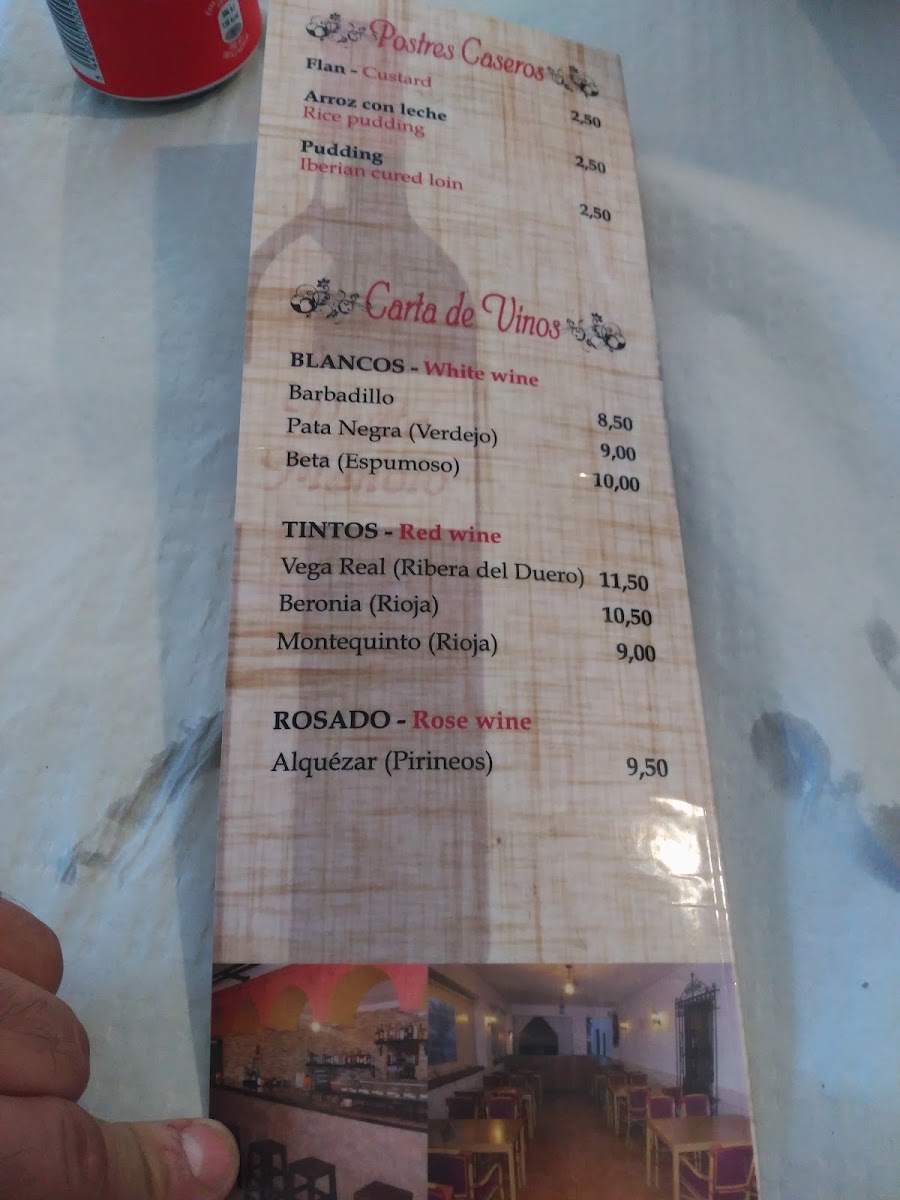 Postres Caseros
Flan - Custard 2,50
Arroz con leche
Rice pudding 2,50
Pudding
Iberian cured loin 2,50
Carta de Vinos
BLANCOS - White wine
Barbadillo 8,50
Pata Negra (Verdejo) 9,00
Beta (Espumoso) 10,00
TINTOS - Red wine
Vega Real (Ribera del Duero) 11,50
Beronia (Rioja) 10,50
Montequinto (Rioja) 9,00
ROSADO - Rose wine
Alquézar (Pirineos) 9,50